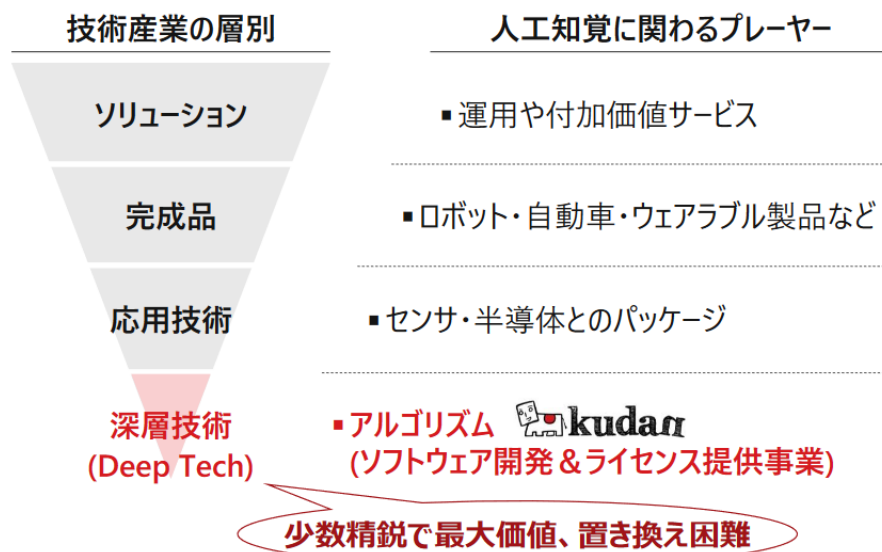 技術産業の層別
人工知覚に関わるプレーヤー
ソリューション
▪運用や付加価値サービス
完成品
▪ロボット・自動車・ウェアラブル製品など
応用技術
▪センサ・半導体とのパッケージ
深層技術
(Deep Tech)
▪アルゴリズム kudan
(ソフトウェア開発&ライセンス提供事業)
少数精鋭で最大価値、置き換え困難